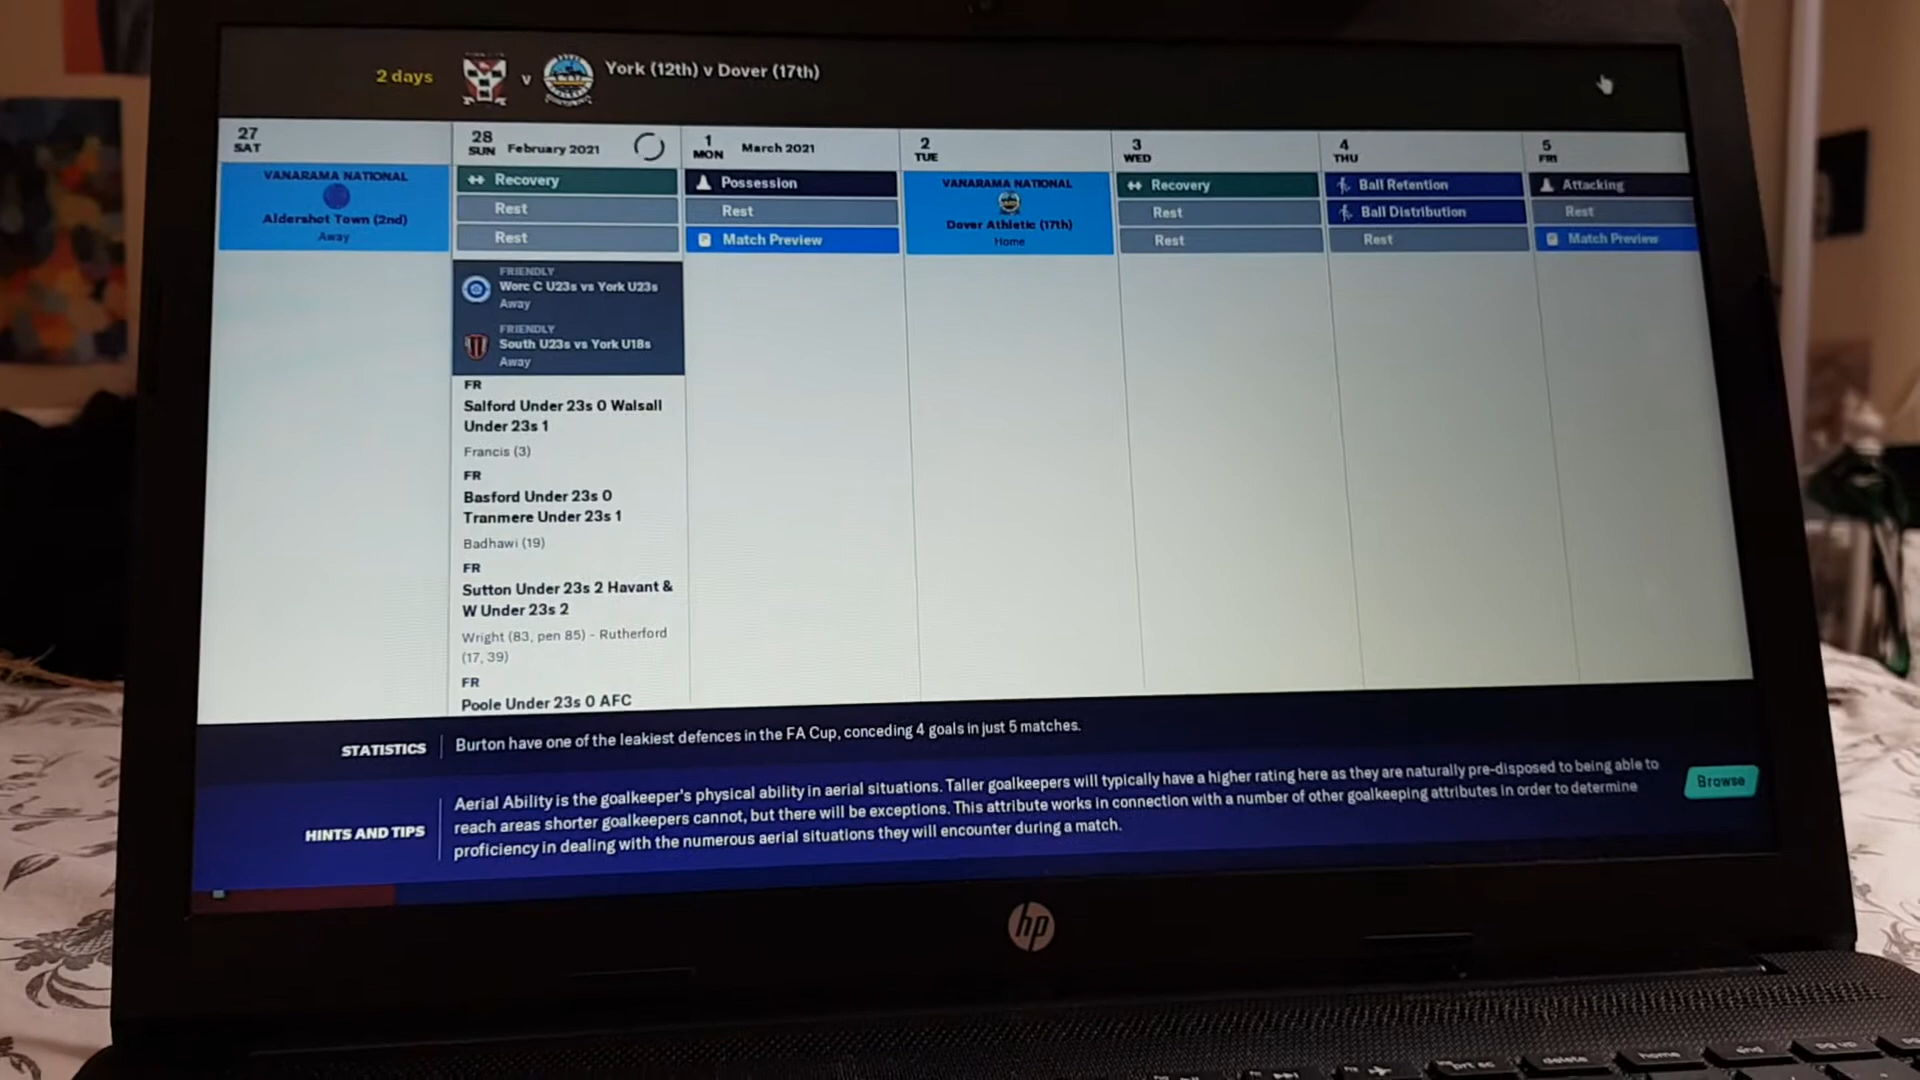 2 days
v
York (12th) v Dover (17th)
27
SAT
28
SUN
February 2021
1
MON
March 2021
2
TUE
3
WED
4
THU
5
FRI
VANARAMA NATIONAL
Aldershot Town (2nd)
Away
Recovery
Rest
Rest
Possession
Rest
Match Preview
VANARAMA NATIONAL
Dover Athletic (17th)
Home
Recovery
Rest
Rest
Ball Retention
Ball Distribution
Rest
Attacking
Rest
Match Preview
FRIENDLY
Worc C U23s vs York U23s
Away
FRIENDLY
South U23s vs York U18s
Away
FR
Salford Under 23s 0 Walsall
Under 23s 1
Francis (3)
FR
Basford Under 23s 0
Tranmere Under 23s 1
Badhawi (19)
FR
Sutton Under 23s 2 Havant &
W Under 23s 2
Wright (83, pen 85) - Rutherford
(17, 39)
FR
Poole Under 23s 0 AFC
STATISTICS
Burton have one of the leakiest defences in the FA Cup, conceding 4 goals in just 5 matches.
HINTS AND TIPS
Aerial Ability is the goalkeeper's physical ability in aerial situations. Taller goalkeepers will typically have a higher rating here as they are naturally pre-disposed to being able to
reach areas shorter goalkeepers cannot, but there will be exceptions. This attribute works in connection with a number of other goalkeeping attributes in order to determine
proficiency in dealing with the numerous aerial situations they will encounter during a match.
Browse
hp
prt sc
delete
home
end
pg up